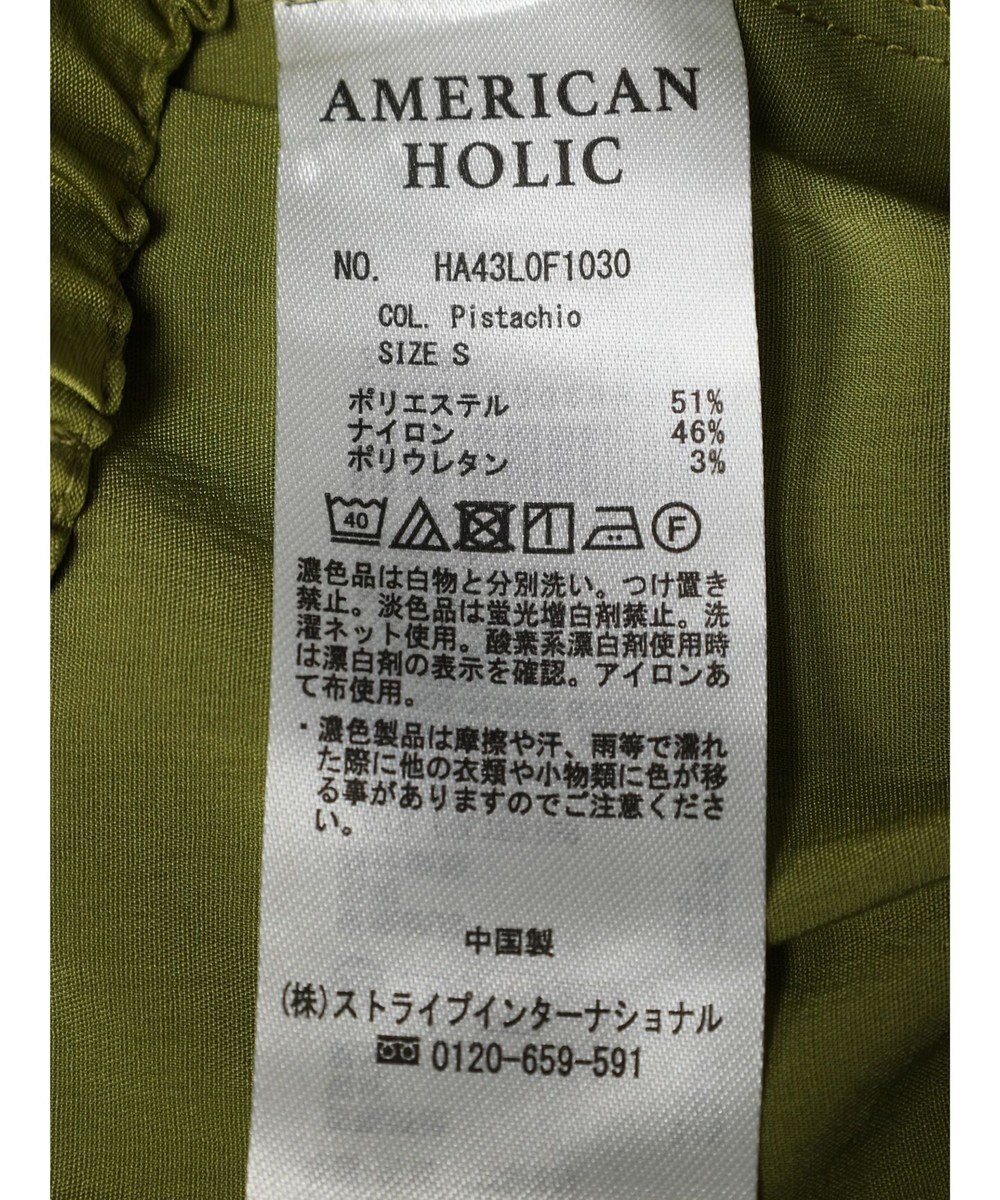 AMERICAN
HOLIC
NO. HA43L0F1030
COL. Pistachio
SIZE S
ポリエステル 51%
ナイロン 46%
ポリウレタン 3%
40 F
濃色品は白物と分別洗い。つけ置き
禁止。淡色品は蛍光増白剤禁止。洗
濯ネット使用。酸素系漂白剤使用時
は漂白剤の表示を確認。アイロンあ
て布使用。
・濃色製品は摩擦や汗、雨等で濡れ
た際に他の衣類や小物類に色が移
る事がありますのでご注意くださ
い。
中国製
(株)ストライプインターナショナル
0120-659-591